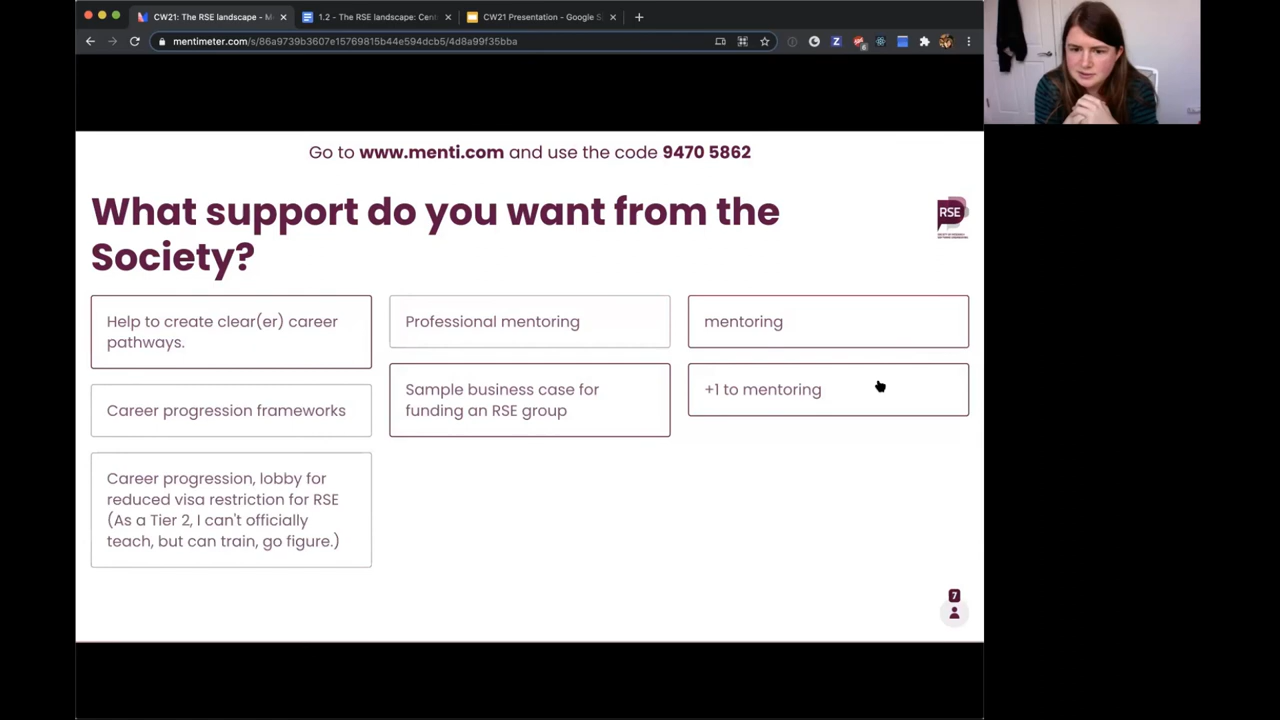 CW21: The RSE landscape - M
1.2 - The RSE landscape: Cent
CW21 Presentation - Google S
mentimeter.com/s/86a9739b3607e15769815b44e594dcb5/4d8a99f35bba
Go to www.menti.com and use the code 9470 5862
What support do you want from the
Society?
RSE
Help to create clear(er) career
pathways.
Career progression frameworks
Career progression, lobby for
reduced visa restriction for RSE
(As a Tier 2, I can't officially
teach, but can train, go figure.)
Professional mentoring
Sample business case for
funding an RSE group
mentoring
+1 to mentoring
7